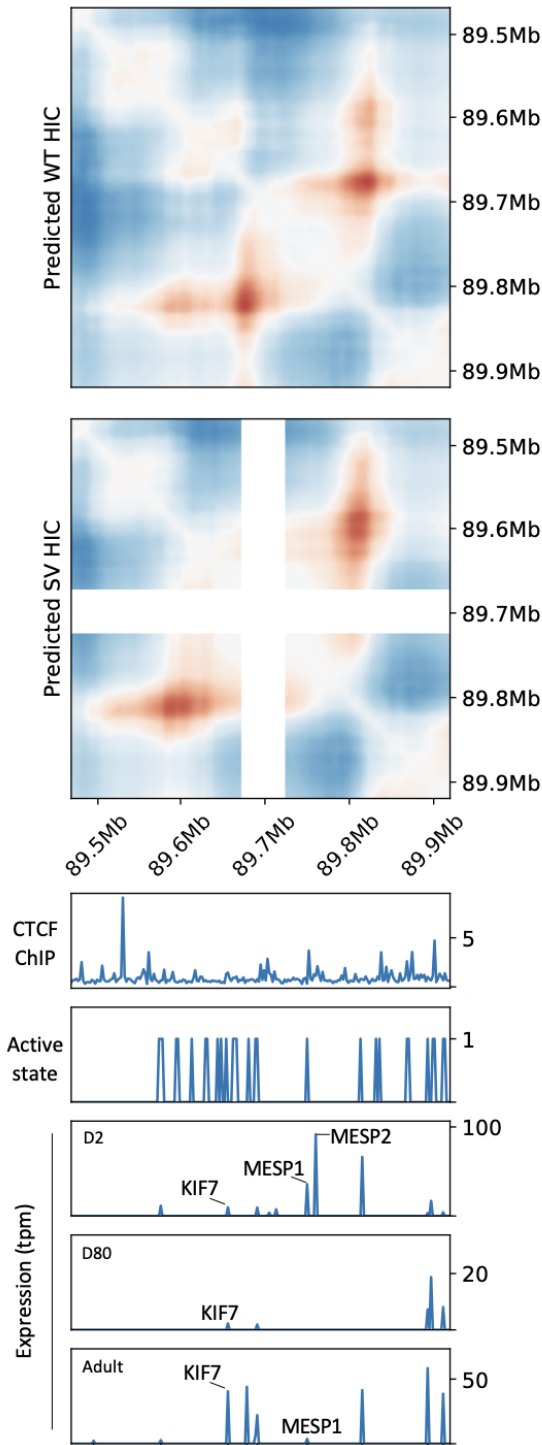 Predicted WT HIC
89.5Mb
89.6Mb
89.7Mb
89.8Mb
89.9Mb
Predicted SV HIC
89.5Mb
89.6Mb
89.7Mb
89.8Mb
89.9Mb
89.5Mb
89.6Mb
89.7Mb
89.8Mb
89.9Mb
CTCF
ChIP
5
Active
state
1
Expression (tpm)
D2
100
MESP2
MESP1
KIF7
D80
20
KIF7
Adult
50
KIF7
MESP1